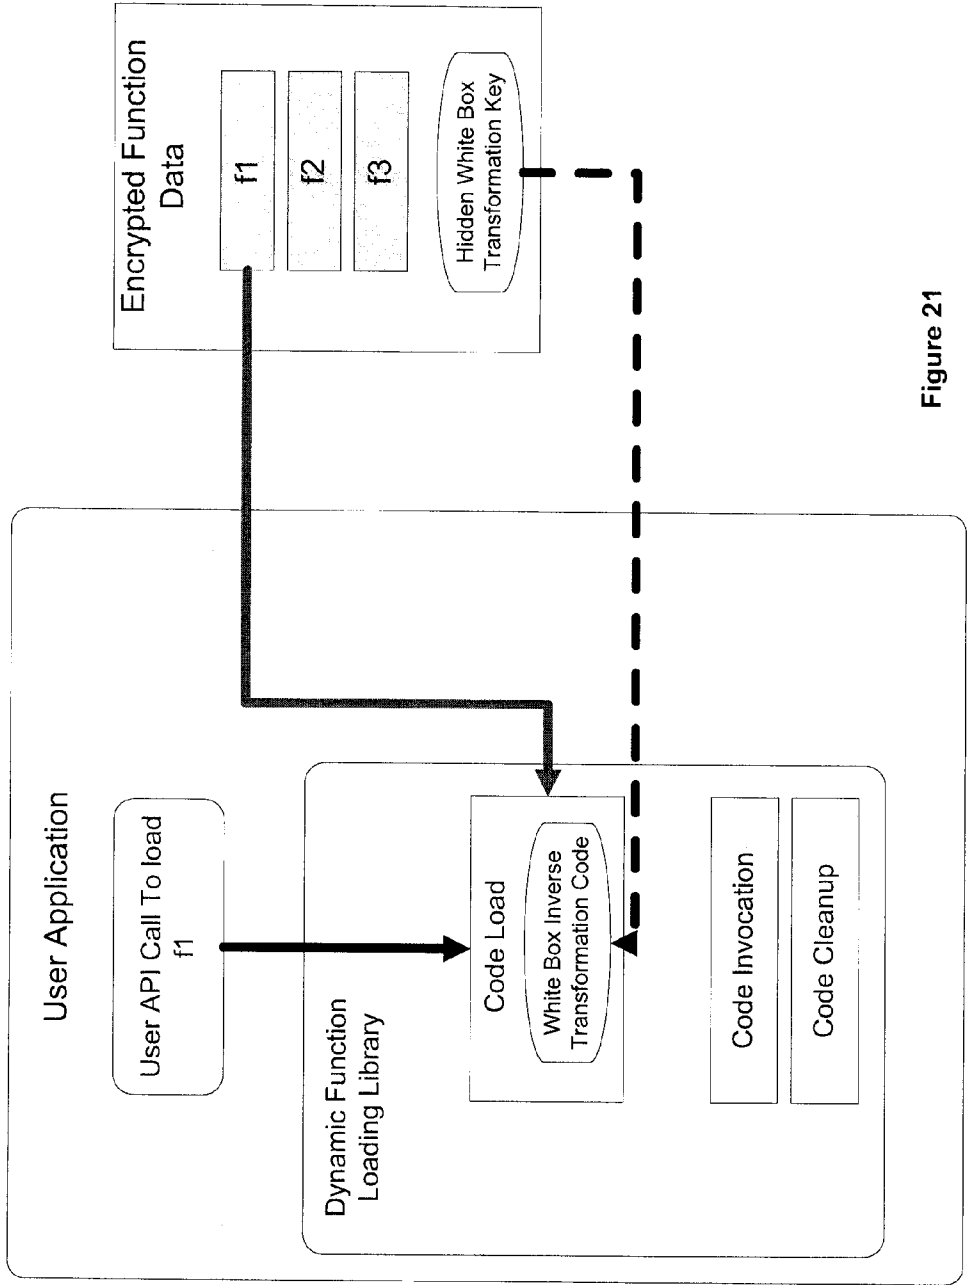 User Application
User API Call To load
f1
Dynamic Function
Loading Library
Code Load
White Box Inverse
Transformation Code
Code Invocation
Code Cleanup
Encrypted Function
Data
f1
f2
f3
Hidden White Box
Transformation Key
Figure 21